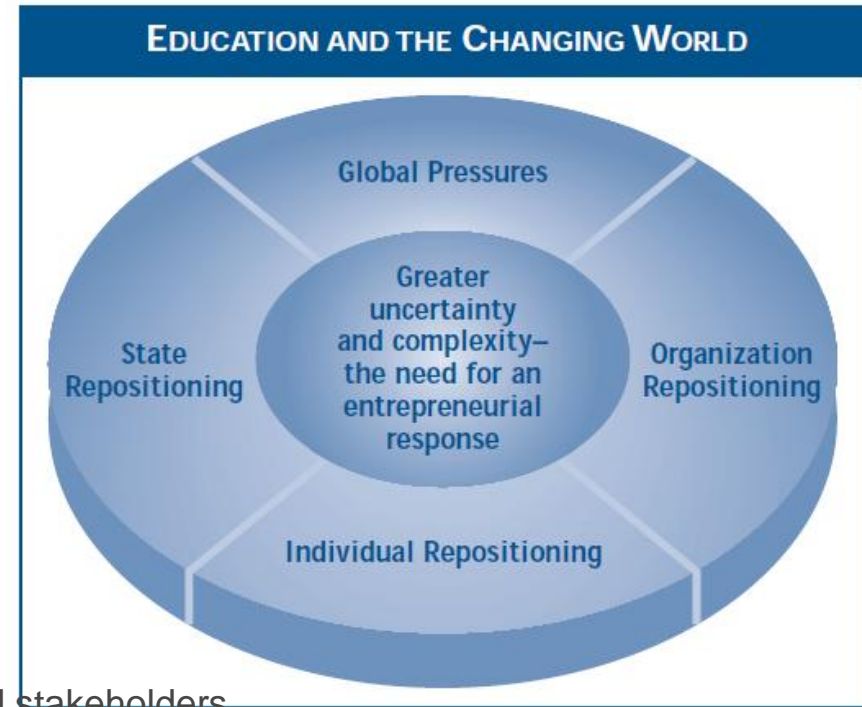 EDUCATION AND THE CHANGING WORLD
Global Pressures
Greater
uncertainty
and complexity–
the need for an
entrepreneurial
response
State
Repositioning
Organization
Repositioning
Individual Repositioning
stakeholders